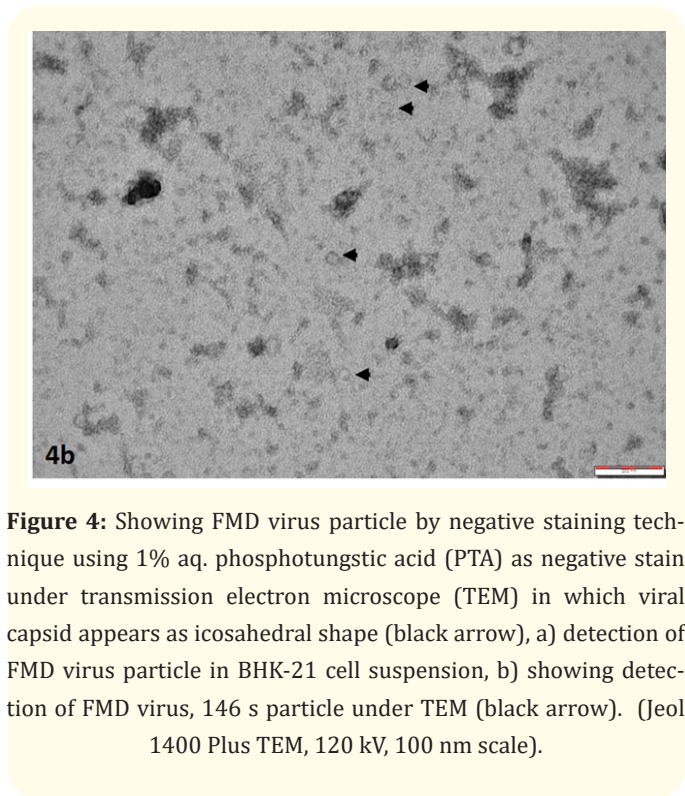 4b
Figure 4: Showing FMD virus particle by negative staining tech-
nique using 1% aq. phosphotungstic acid (PTA) as negative stain
under transmission electron microscope (TEM) in which viral
capsid appears as icosahedral shape (black arrow), a) detection of
FMD virus particle in BHK-21 cell suspension, b) showing detec-
tion of FMD virus, 146 s particle under TEM (black arrow). (Jeol
1400 Plus TEM, 120 kV, 100 nm scale).